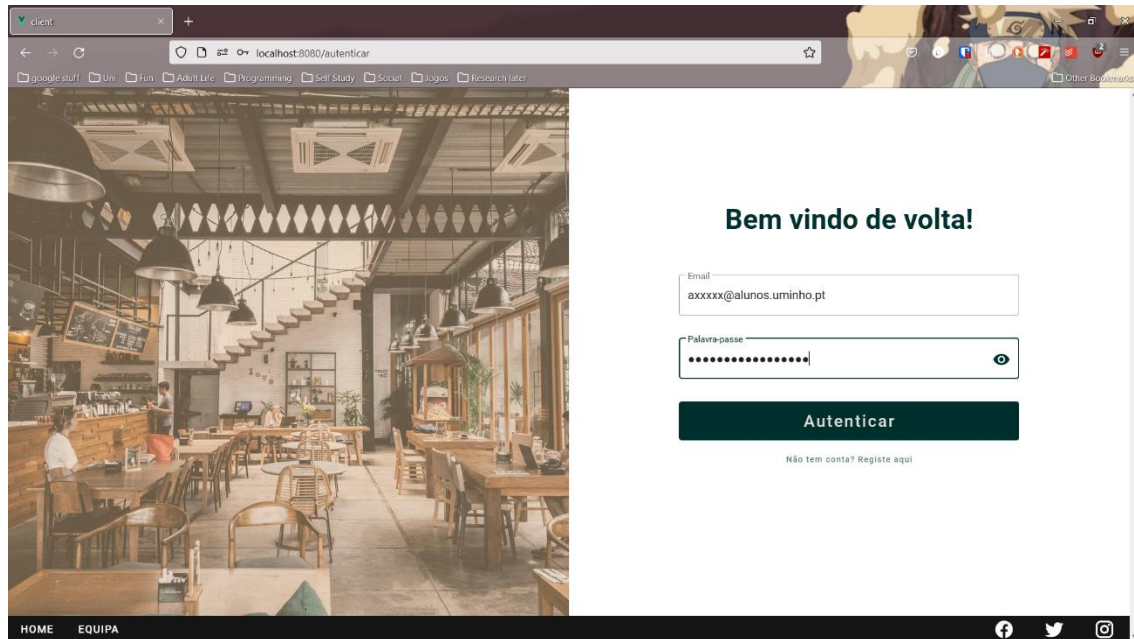 client
localhost:8080/autenticar
google stuff Uni Fun Adult Life Programming Self Study Social Jogos Research later
Other Bookmarks
Bem vindo de volta!
Email
axxxxx@alunos.uminho.pt
Palavra-passe
•••••••••••••••••
Autenticar
Não tem conta? Registe aqui
HOME EQUIPA